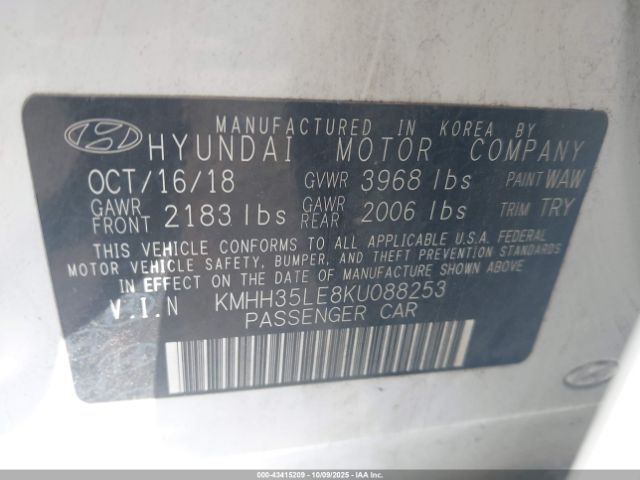 MANUFACTURED IN KOREA BY
HYUNDAI MOTOR COMPANY
OCT/16/18 GVWR 3968 lbs PAINT WAW
GAWR FRONT 2183 lbs GAWR REAR 2006 lbs TRIM TRY
THIS VEHICLE CONFORMS TO ALL APPLICABLE U.S.A. FEDERAL
MOTOR VEHICLE SAFETY, BUMPER, AND THEFT PREVENTION STANDARDS
IN EFFECT ON THE DATE OF MANUFACTURE SHOWN ABOVE.
V.I.N KMHH35LE8KU088253
PASSENGER CAR
000-43415209 - 10/09/2025 - IAAI.COM